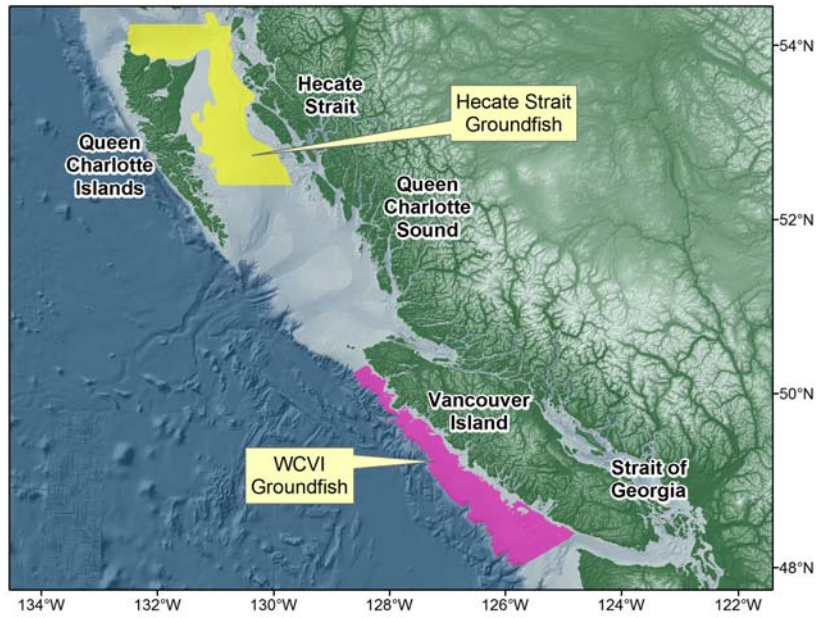 54°N
Hecate
Strait
Hecate Strait
Groundfish
Queen
Charlotte
Islands
Queen
Charlotte
Sound
52°N
50°N
Vancouver
Island
WCVI
Groundfish
Strait of
Georgia
48°N
134°W
132°W
130°W
128°W
126°W
124°W
122°W